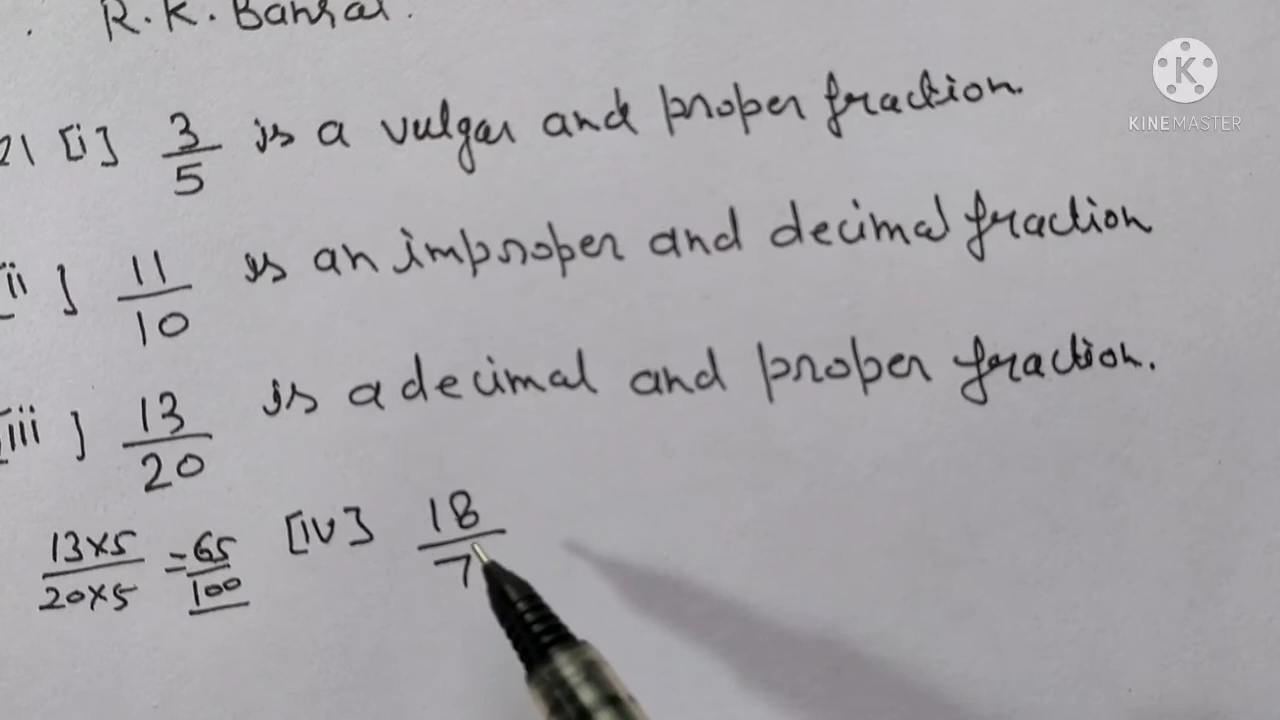 R.K. Bansal.
KINEMASTER
21 [i] 3/5 is a vulgar and proper fraction.
[ii] 11/10 is an improper and decimal fraction
[iii] 13/20 is a decimal and proper fraction.
13×5/20×5 = 65/100 [iv] 18/7